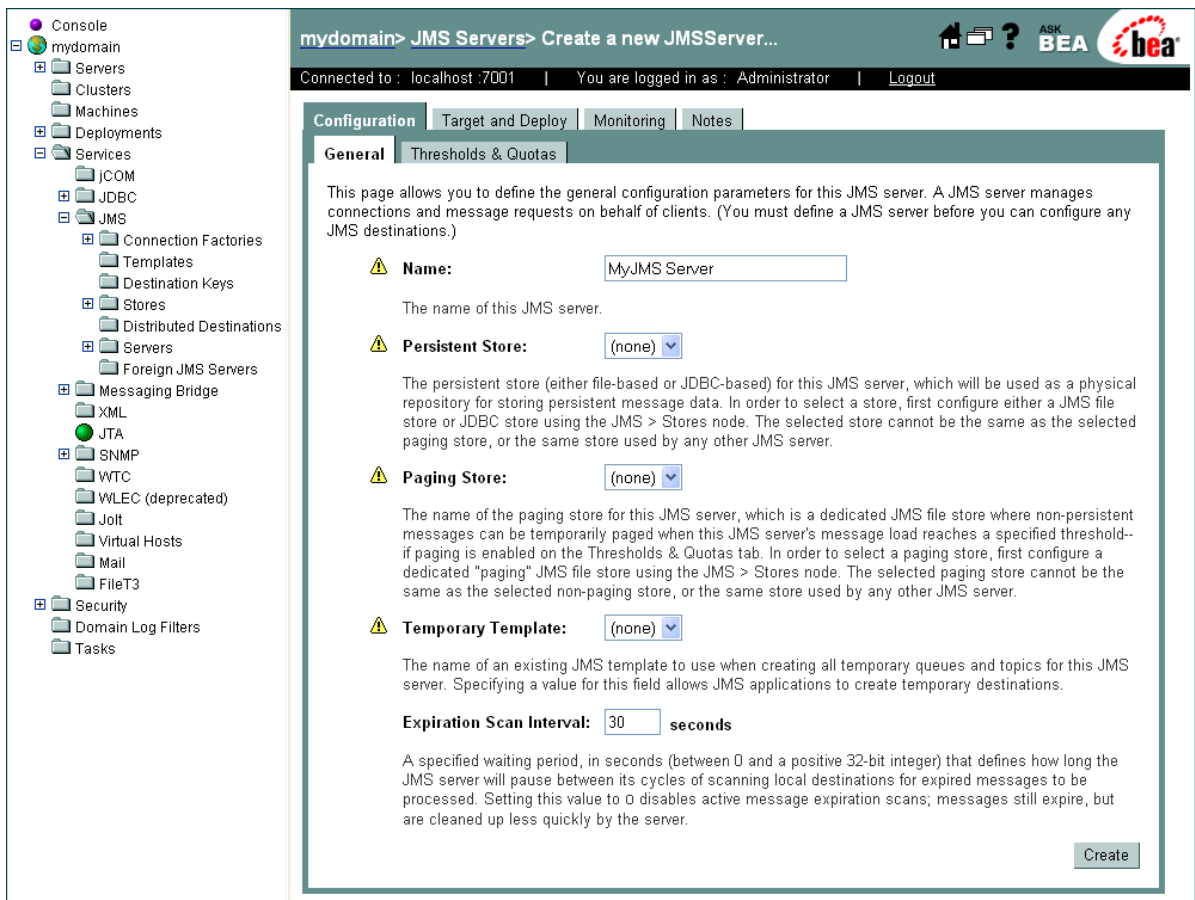 Console
mydomain
Servers
Clusters
Machines
Deployments
Services
jCOM
JDBC
JMS
Connection Factories
Templates
Destination Keys
Stores
Distributed Destinations
Servers
Foreign JMS Servers
Messaging Bridge
XML
JTA
SNMP
WTC
WLEC (deprecated)
Jolt
Virtual Hosts
Mail
FileT3
Security
Domain Log Filters
Tasks
mydomain> JMS Servers> Create a new JMSServer...
? ASK BEA bea
Connected to : localhost :7001 | You are logged in as : Administrator | Logout
Configuration Target and Deploy Monitoring Notes
General Thresholds & Quotas
This page allows you to define the general configuration parameters for this JMS server. A JMS server manages
connections and message requests on behalf of clients. (You must define a JMS server before you can configure any
JMS destinations.)
Name: MyJMS Server
The name of this JMS server.
Persistent Store: (none)
The persistent store (either file-based or JDBC-based) for this JMS server, which will be used as a physical
repository for storing persistent message data. In order to select a store, first configure either a JMS file
store or JDBC store using the JMS > Stores node. The selected store cannot be the same as the selected
paging store, or the same store used by any other JMS server.
Paging Store: (none)
The name of the paging store for this JMS server, which is a dedicated JMS file store where non-persistent
messages can be temporarily paged when this JMS server's message load reaches a specified threshold--
if paging is enabled on the Thresholds & Quotas tab. In order to select a paging store, first configure a
dedicated "paging" JMS file store using the JMS > Stores node. The selected paging store cannot be the
same as the selected non-paging store, or the same store used by any other JMS server.
Temporary Template: (none)
The name of an existing JMS template to use when creating all temporary queues and topics for this JMS
server. Specifying a value for this field allows JMS applications to create temporary destinations.
Expiration Scan Interval: 30 seconds
A specified waiting period, in seconds (between 0 and a positive 32-bit integer) that defines how long the
JMS server will pause between its cycles of scanning local destinations for expired messages to be
processed. Setting this value to 0 disables active message expiration scans; messages still expire, but
are cleaned up less quickly by the server.
Create